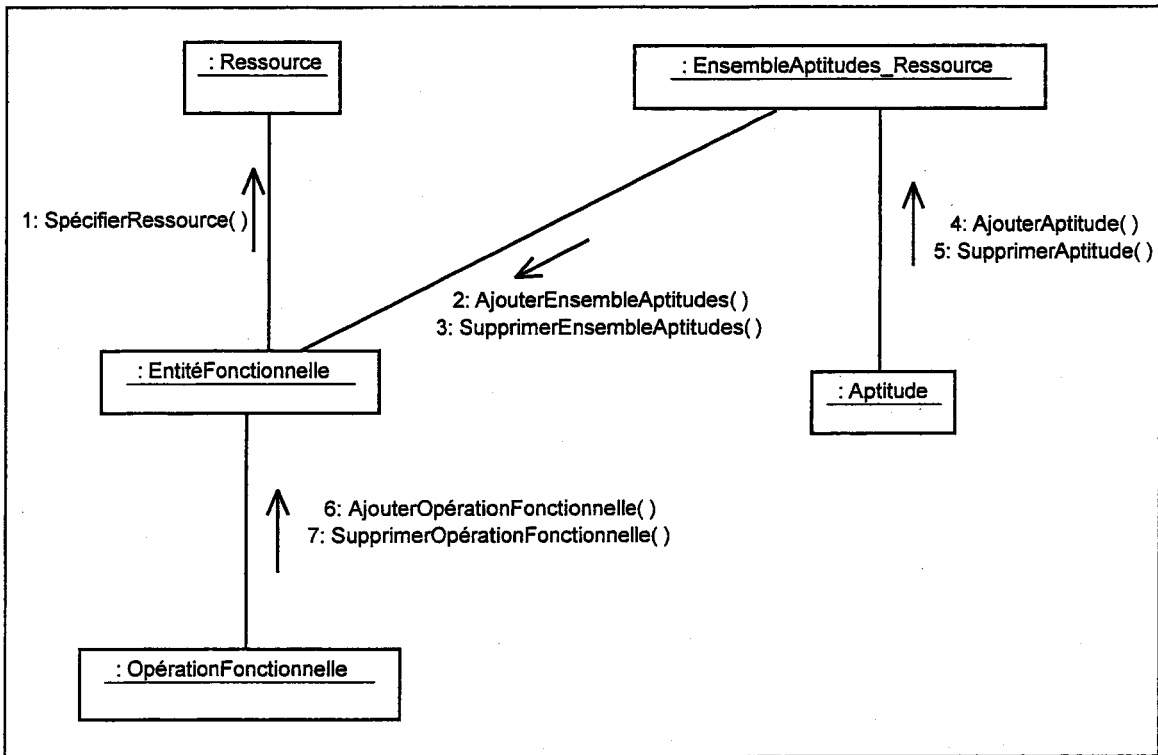 : Ressource
: EnsembleAptitudes_Ressource
1: SpécifierRessource( )
4: AjouterAptitude( )
5: SupprimerAptitude( )
2: AjouterEnsembleAptitudes( )
3: SupprimerEnsembleAptitudes( )
: EntitéFonctionnelle
: Aptitude
6: AjouterOpérationFonctionnelle( )
7: SupprimerOpérationFonctionnelle( )
: OpérationFonctionnelle